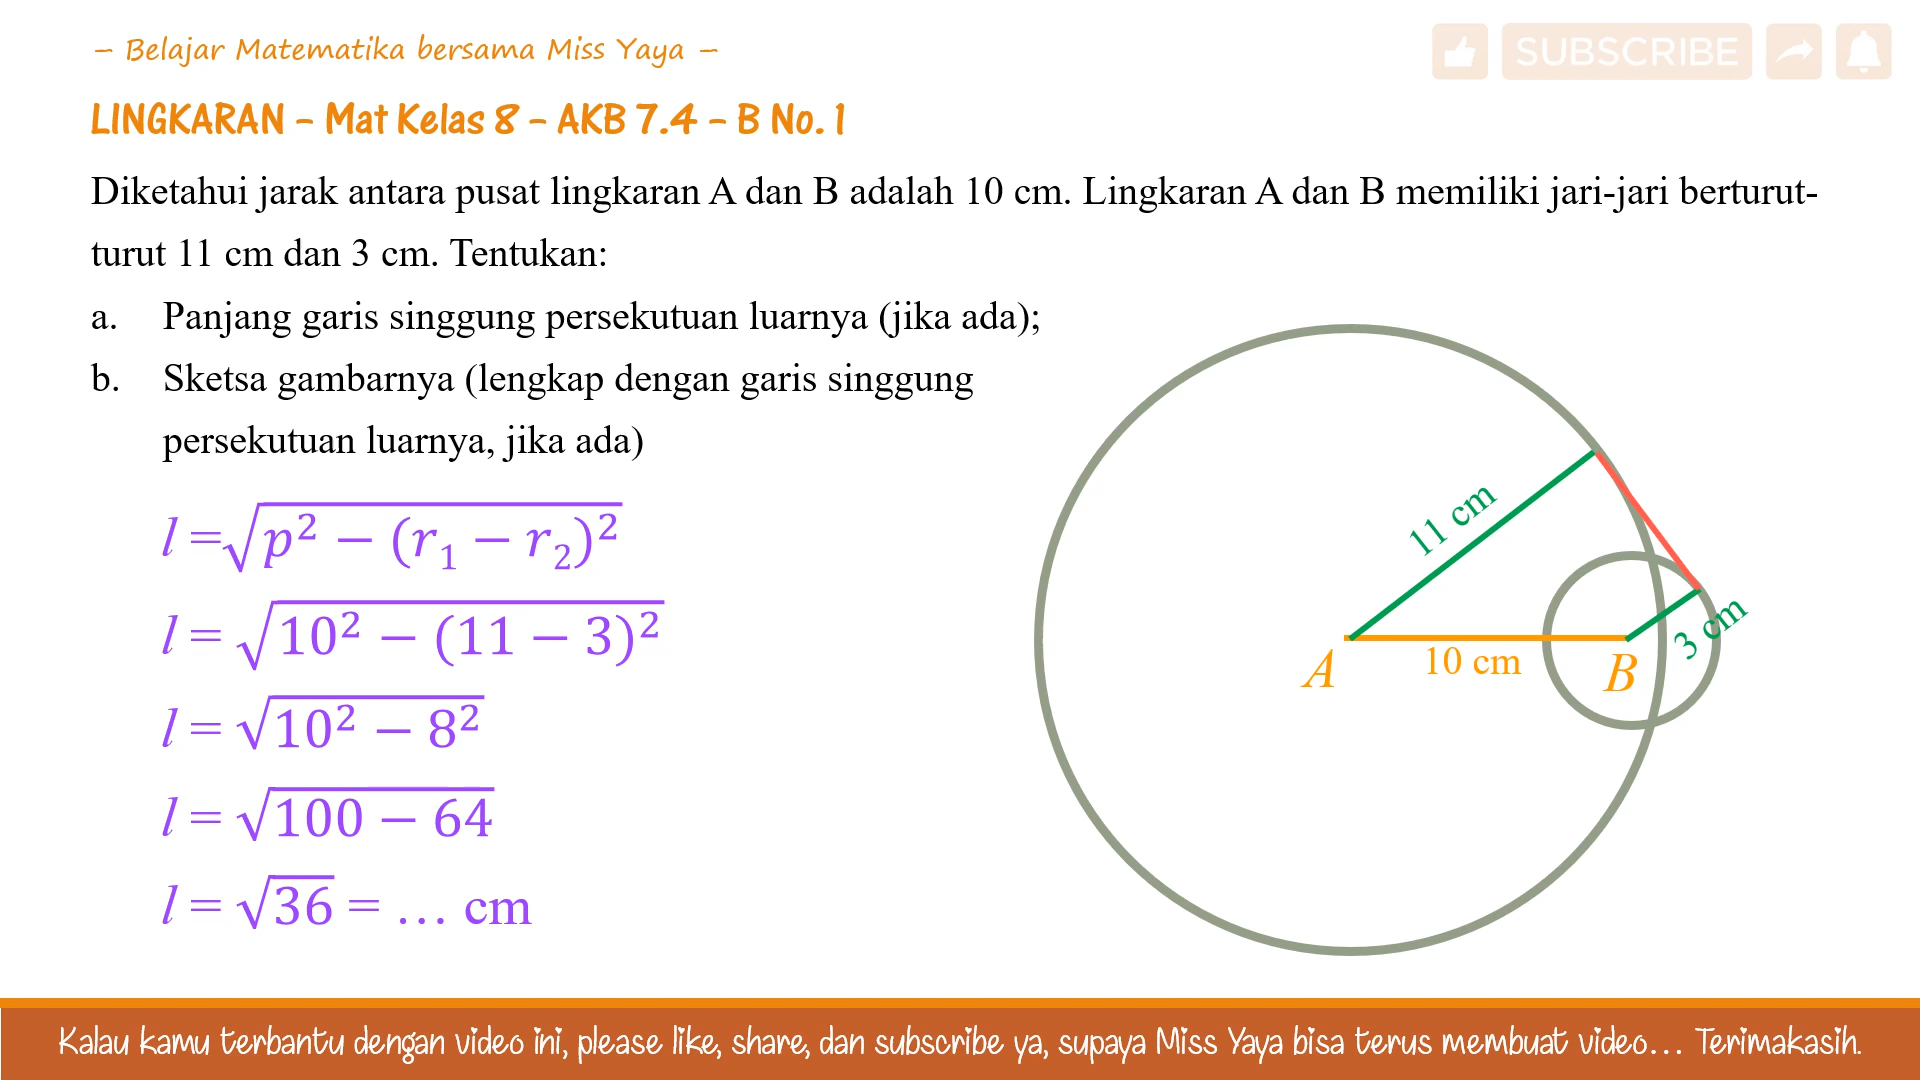 – Belajar Matematika bersama Miss Yaya –
SUBSCRIBE
LINGKARAN – Mat Kelas 8 – AKB 7.4 – B No. 1
Diketahui jarak antara pusat lingkaran A dan B adalah 10 cm. Lingkaran A dan B memiliki jari-jari berturut-
turut 11 cm dan 3 cm. Tentukan:
a. Panjang garis singgung persekutuan luarnya (jika ada);
b. Sketsa gambarnya (lengkap dengan garis singgung
persekutuan luarnya, jika ada)
l = √(p² − (r₁ − r₂)²)
l = √(10² − (11 − 3)²)
l = √(10² − 8²)
l = √(100 − 64)
l = √36 = … cm
11 cm
3 cm
10 cm
A
B
Kalau kamu terbantu dengan video ini, please like, share, dan subscribe ya, supaya Miss Yaya bisa terus membuat video… Terimakasih.